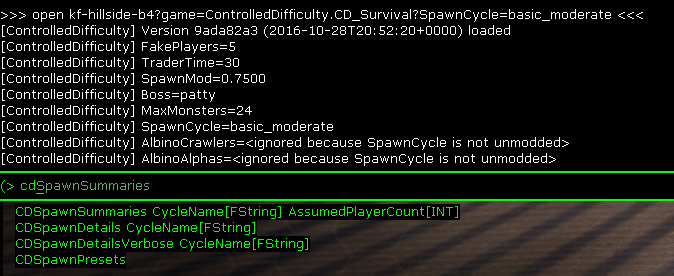 >>> open kf-hillside-b4?game=ControlledDifficulty.CD_Survival?SpawnCycle=basic_moderate <<<
[ControlledDifficulty] Version 9ada82a3 (2016-10-28T20:52:20+0000) loaded
[ControlledDifficulty] FakePlayers=5
[ControlledDifficulty] TraderTime=30
[ControlledDifficulty] SpawnMod=0.7500
[ControlledDifficulty] Boss=patty
[ControlledDifficulty] MaxMonsters=24
[ControlledDifficulty] SpawnCycle=basic_moderate
[ControlledDifficulty] AlbinoCrawlers=<ignored because SpawnCycle is not unmodded>
[ControlledDifficulty] AlbinoAlphas=<ignored because SpawnCycle is not unmodded>
(> cdSpawnSummaries
CDSpawnSummaries CycleName[FString] AssumedPlayerCount[INT]
CDSpawnDetails CycleName[FString]
CDSpawnDetailsVerbose CycleName[FString]
CDSpawnPresets